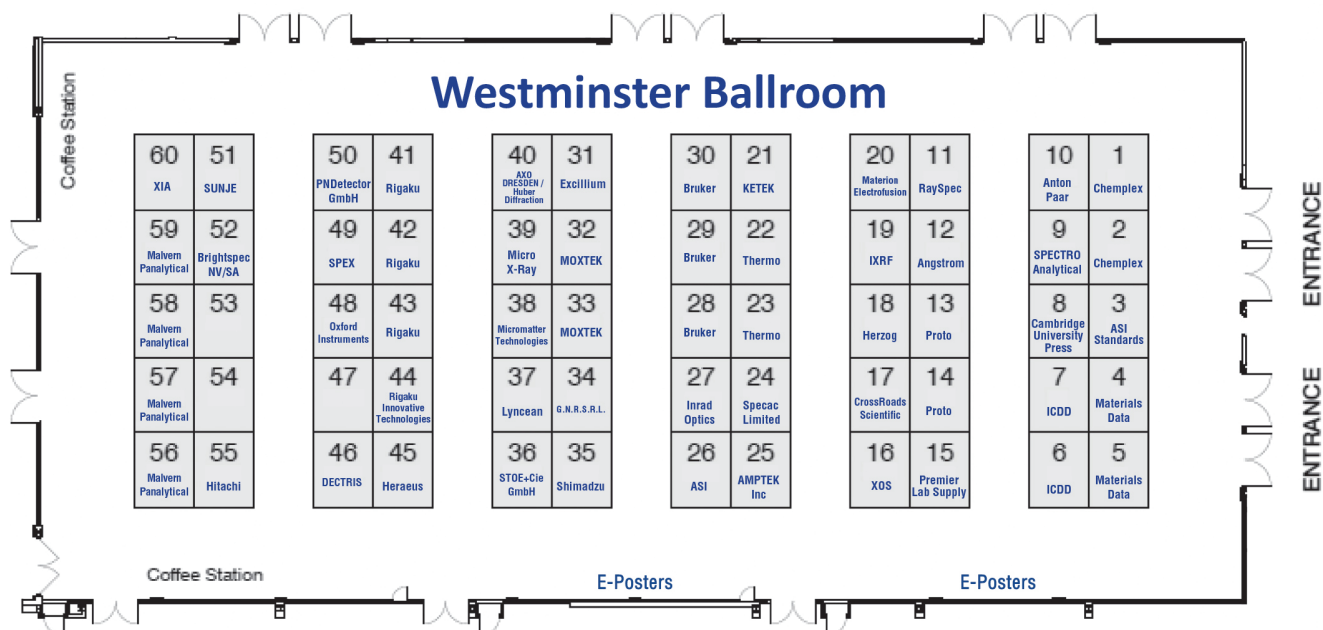 Westminster Ballroom
Coffee Station
60 51 50 41 40 31 30 21 20 11 10 1
XIA SUNJE PNDetector GmbH Rigaku AXO DRESDEN / Huber Diffraction Excillium Bruker KETEK Materion Electrofusion RaySpec Anton Paar Chemplex
59 52 49 42 39 32 29 22 19 12 9 2
Malvern Panalytical Brightspec NV/SA SPEX Rigaku Micro X-Ray MOXTEK Bruker Thermo IXRF Angstrom SPECTRO Analytical Chemplex
ENTRANCE
58 53 48 43 38 33 28 23 18 13 8 3
Malvern Panalytical Oxford Instruments Rigaku Micromatter Technologies MOXTEK Bruker Thermo Herzog Proto Cambridge University Press ASI Standards
57 54 47 44 37 34 27 24 17 14 7 4
Malvern Panalytical Rigaku Innovative Technologies Lyncean G.N.R.S.R.L. Inrad Optics Specac Limited CrossRoads Scientific Proto ICDD Materials Data
ENTRANCE
56 55 46 45 36 35 26 25 16 15 6 5
Malvern Panalytical Hitachi DECTRIS Heraeus STOE+Cie GmbH Shimadzu ASI AMPTEK Inc XOS Premier Lab Supply ICDD Materials Data
Coffee Station
E-Posters
E-Posters